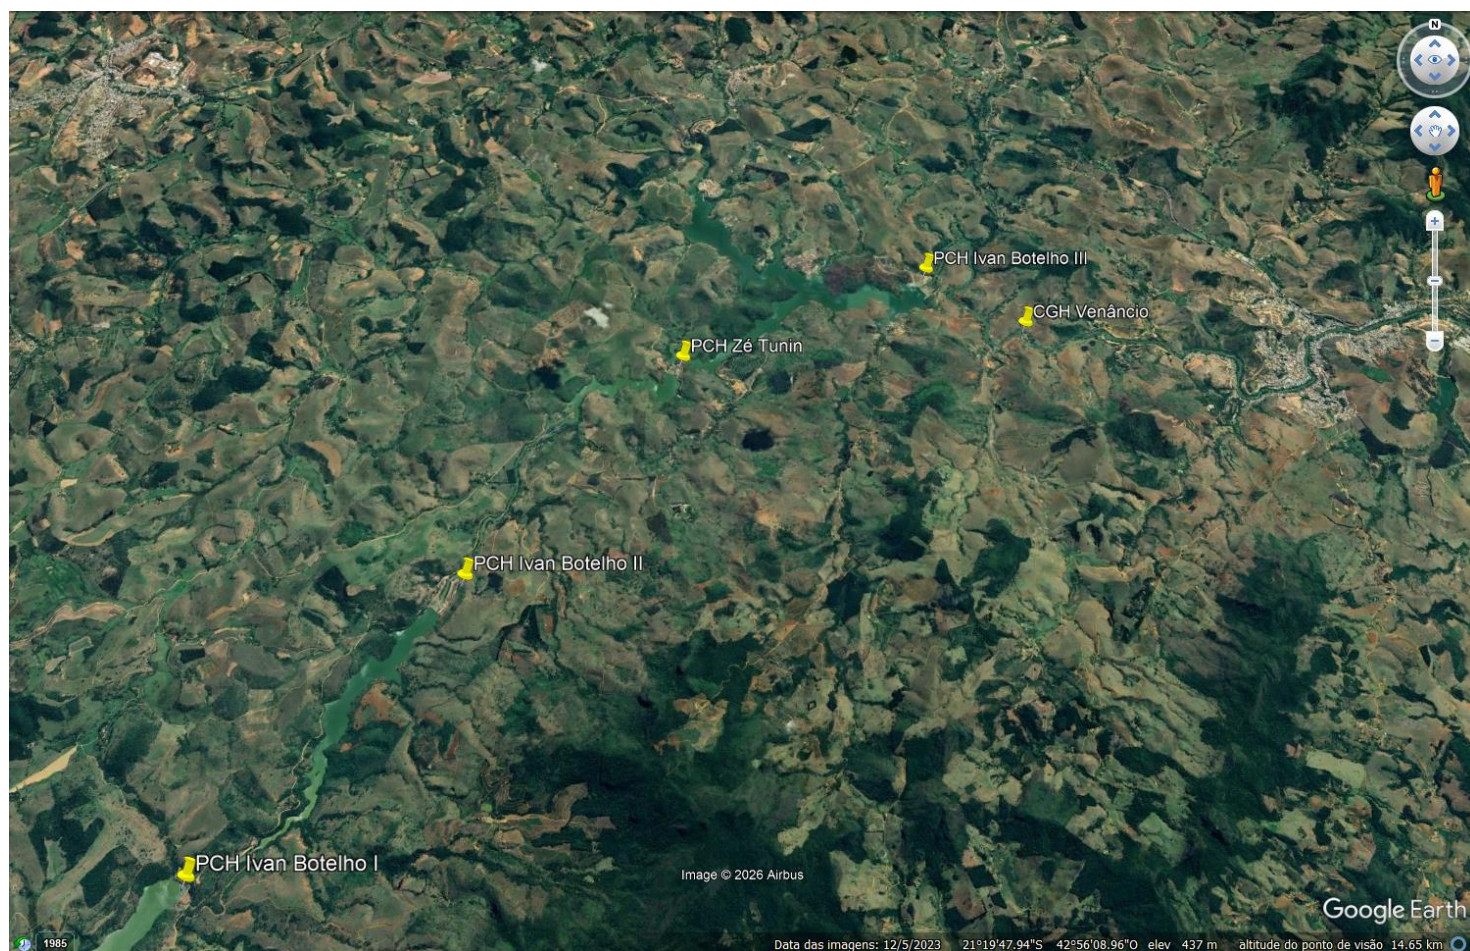 N
PCH Ivan Botelho III
CGH Venâncio
PCH Zé Tunin
PCH Ivan Botelho II
PCH Ivan Botelho I
Image © 2026 Airbus
Google Earth
1985
Data das imagens: 12/5/2023 21°19'47.94"S 42°56'08.96"O elev 437 m altitude do ponto de visão 14.65 km